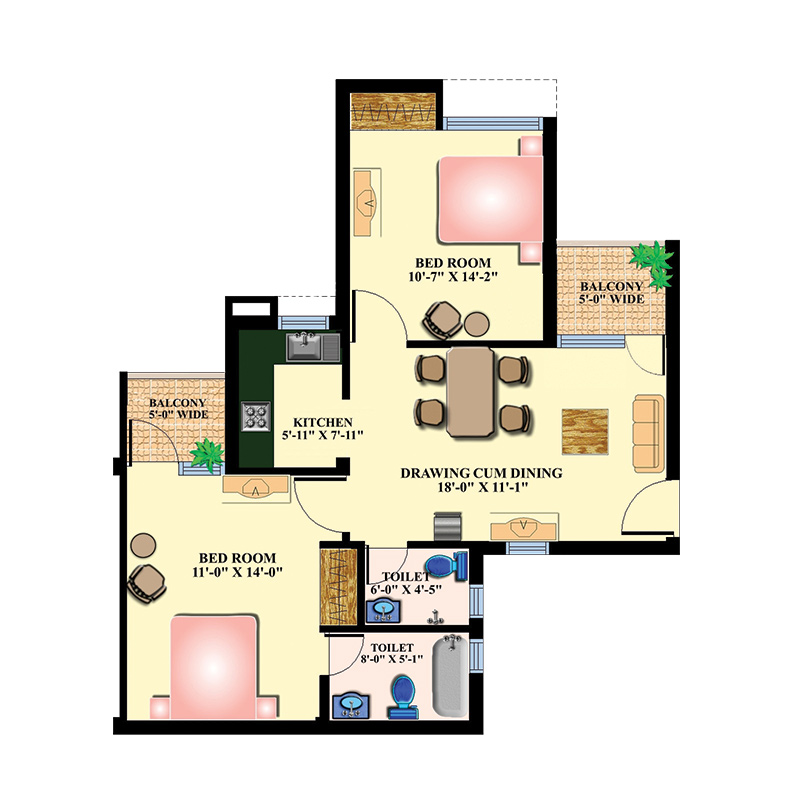 BED ROOM
10'-7" X 14'-2"
BALCONY
5'-0" WIDE
BALCONY
5'-0" WIDE
KITCHEN
5'-11" X 7'-11"
DRAWING CUM DINING
18'-0" X 11'-1"
BED ROOM
11'-0" X 14'-0"
TOILET
6'-0" X 4'-5"
TOILET
8'-0" X 5'-1"